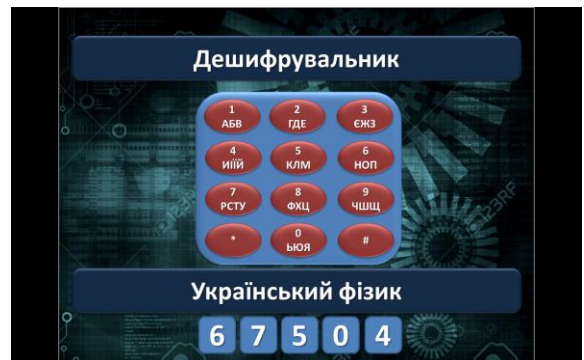 Дешифрувальник
1 2 3
АБВ ГДЕ ЄЖЗ
4 5 6
ИІЇЙ КЛМ НОП
7 8 9
РСТУ ФХЦ ЧШЩ
* 0 #
ЬЮЯ
Український фізик
6 7 5 0 4